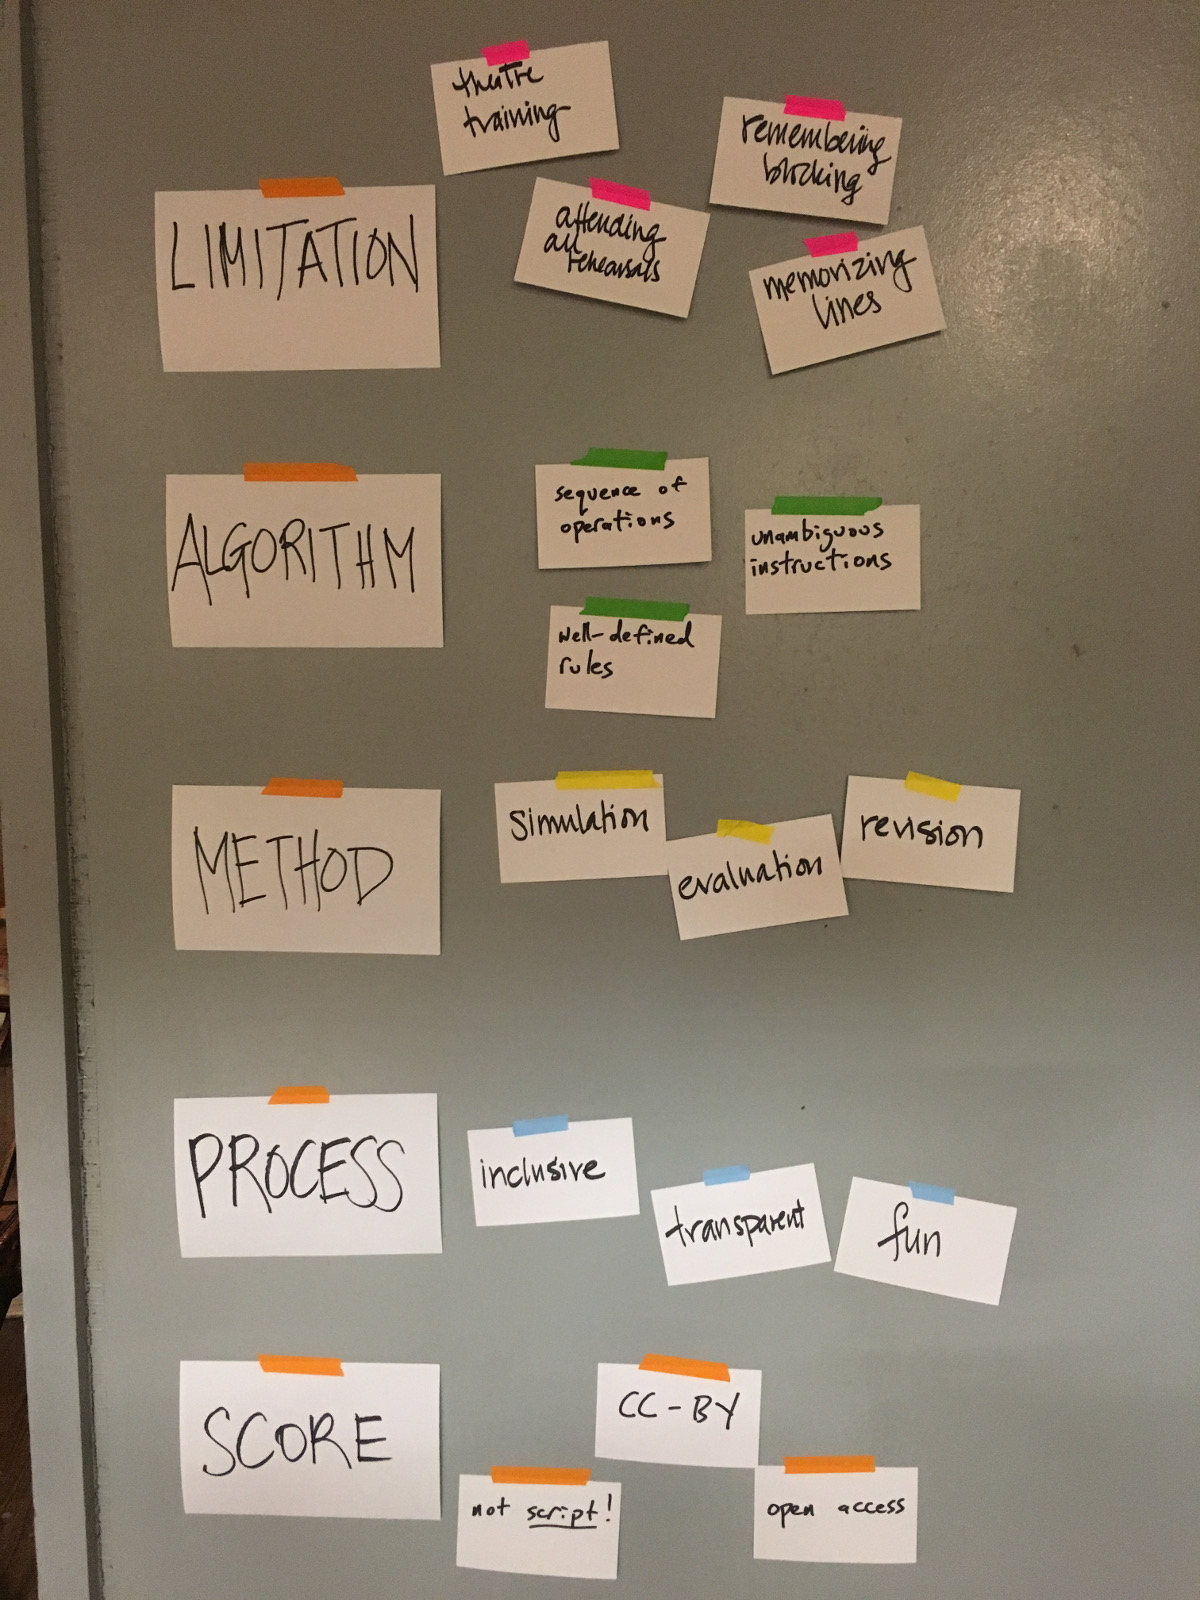 LIMITATION
theatre
training
attending
all
rehearsals
remembering
blocking
memorizing
lines
ALGORITHM
sequence of
operations
unambiguous
instructions
well-defined
rules
METHOD
simulation
evaluation
revision
PROCESS
inclusive
transparent
fun
SCORE
CC-BY
not script!
open access